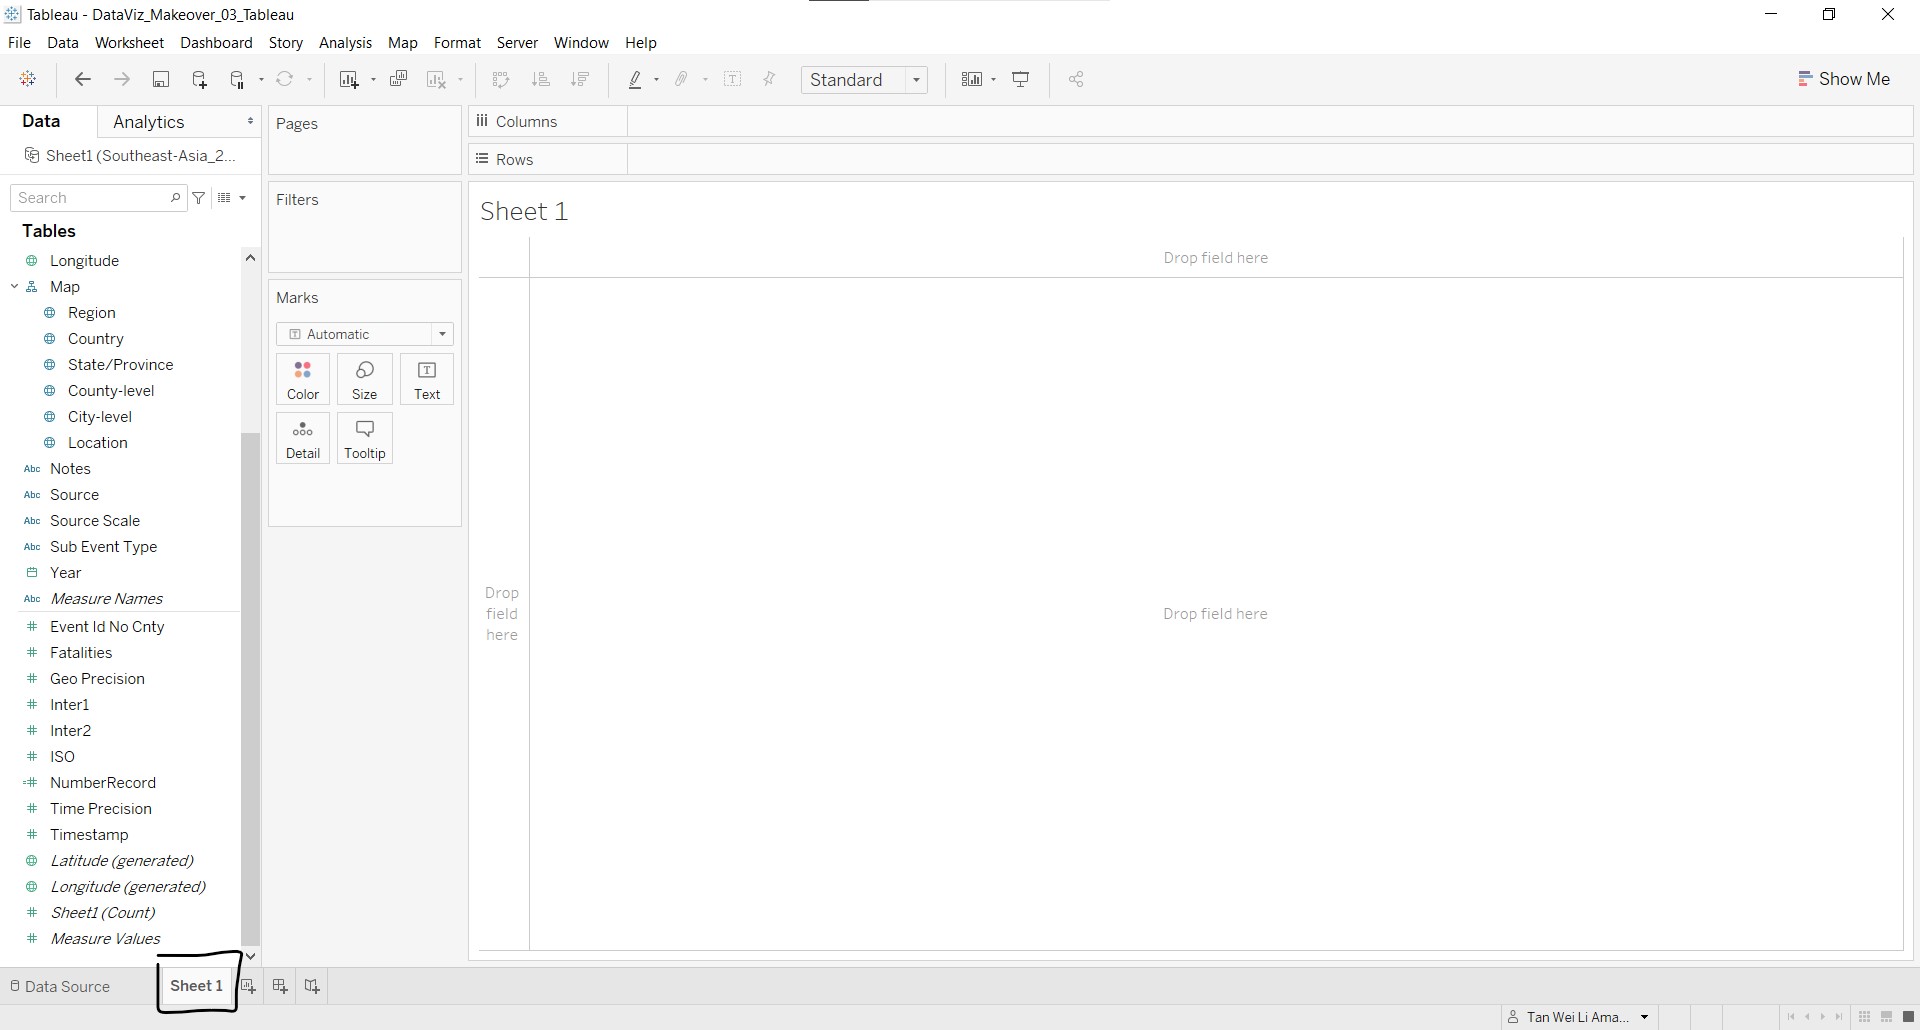 Tableau - DataViz_Makeover_03_Tableau
File Data Worksheet Dashboard Story Analysis Map Format Server Window Help
Standard
Show Me
Data Analytics
Sheet1 (Southeast-Asia_2...
Search
Tables
Longitude
Map
Region
Country
State/Province
County-level
City-level
Location
Abc Notes
Abc Source
Abc Source Scale
Abc Sub Event Type
Year
Abc Measure Names
# Event Id No Cnty
# Fatalities
# Geo Precision
# Inter1
# Inter2
# ISO
=# NumberRecord
# Time Precision
# Timestamp
Latitude (generated)
Longitude (generated)
# Sheet1 (Count)
# Measure Values
Pages
Filters
Marks
T Automatic
Color Size T Text
Detail Tooltip
Columns
Rows
Sheet 1
Drop field here
Drop
field
here
Drop field here
Data Source Sheet 1
Tan Wei Li Ama...